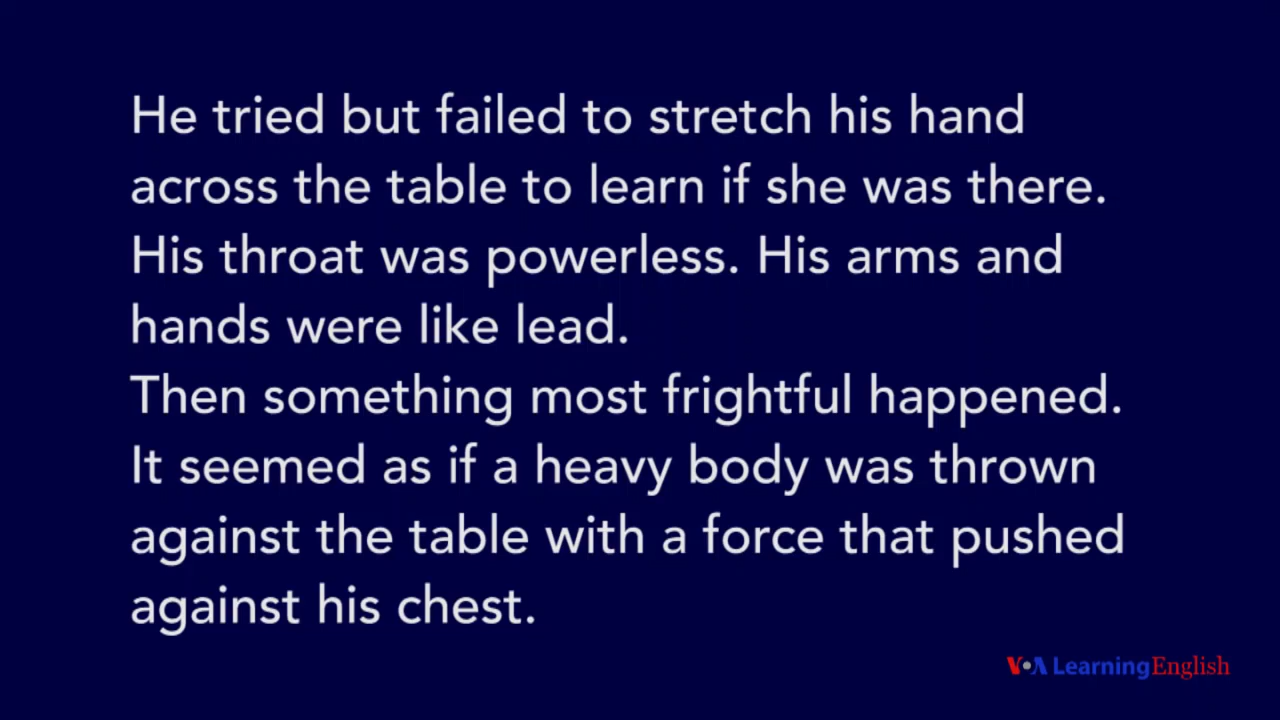 He tried but failed to stretch his hand
across the table to learn if she was there.
His throat was powerless. His arms and
hands were like lead.
Then something most frightful happened.
It seemed as if a heavy body was thrown
against the table with a force that pushed
against his chest.
VOA LearningEnglish